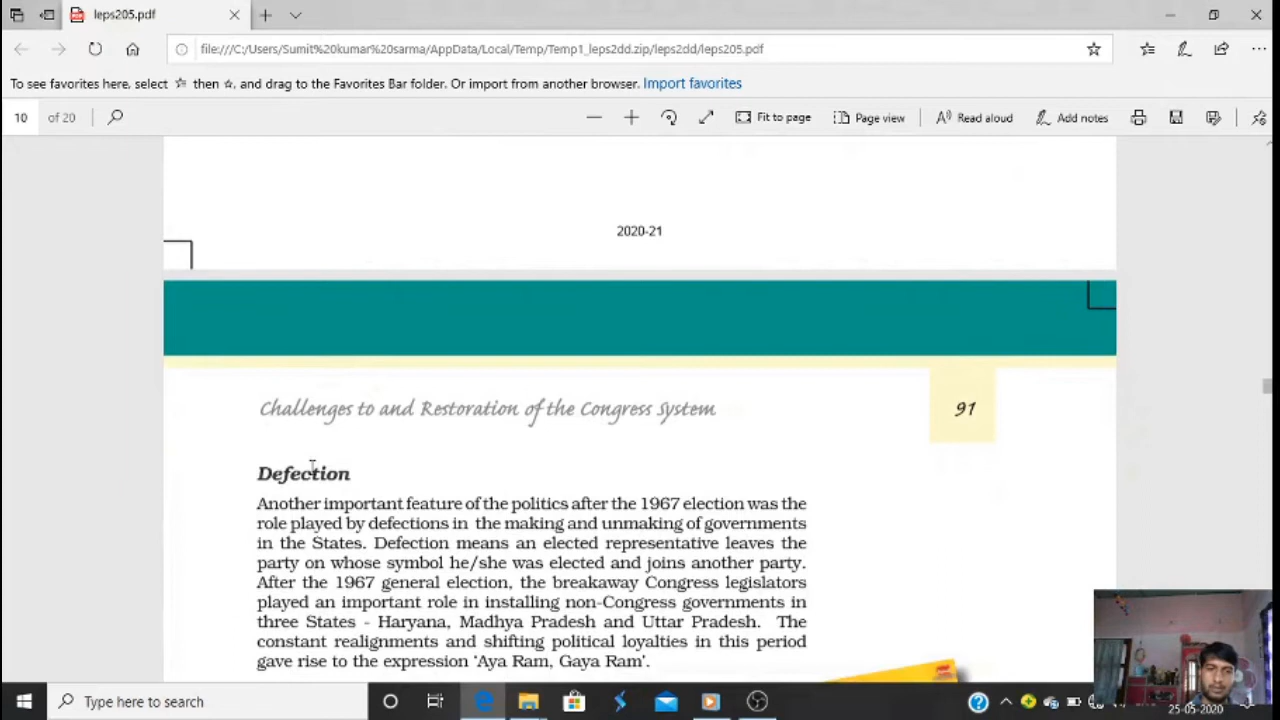 leps205.pdf
file:///C:/Users/Sumit%20kumar%20sarma/AppData/Local/Temp/Temp1_leps2dd.zip/leps2dd/leps205.pdf
To see favorites here, select then , and drag to the Favorites Bar folder. Or import from another browser. Import favorites
10 of 20 Fit to page Page view Read aloud Add notes
2020-21
Challenges to and Restoration of the Congress System 91
Defection
Another important feature of the politics after the 1967 election was the
role played by defections in the making and unmaking of governments
in the States. Defection means an elected representative leaves the
party on whose symbol he/she was elected and joins another party.
After the 1967 general election, the breakaway Congress legislators
played an important role in installing non-Congress governments in
three States - Haryana, Madhya Pradesh and Uttar Pradesh. The
constant realignments and shifting political loyalties in this period
gave rise to the expression ‘Aya Ram, Gaya Ram’.
Type here to search
25-05-2020